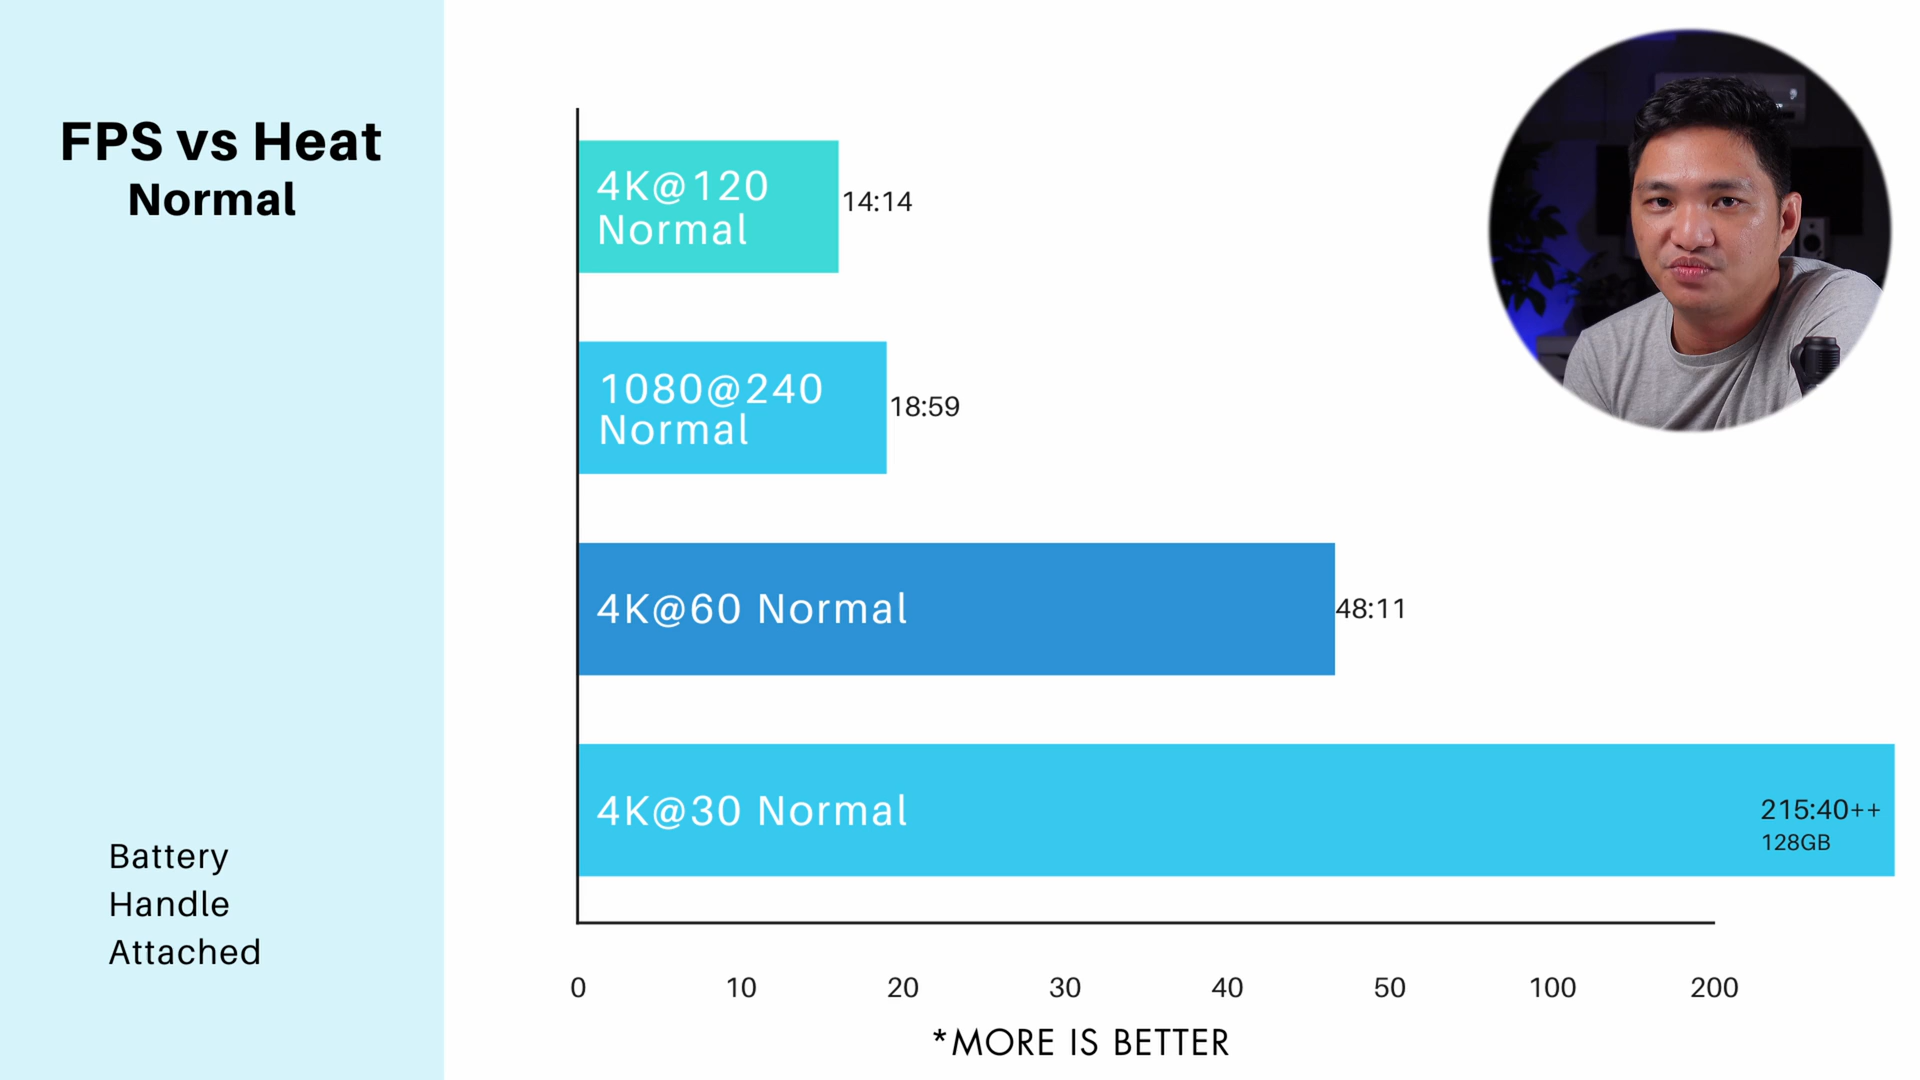 FPS vs Heat
Normal
4K@120
Normal
14:14
1080@240
Normal
18:59
4K@60 Normal
48:11
4K@30 Normal
215:40++
128GB
Battery
Handle
Attached
0 10 20 30 40 50 100 200
*MORE IS BETTER